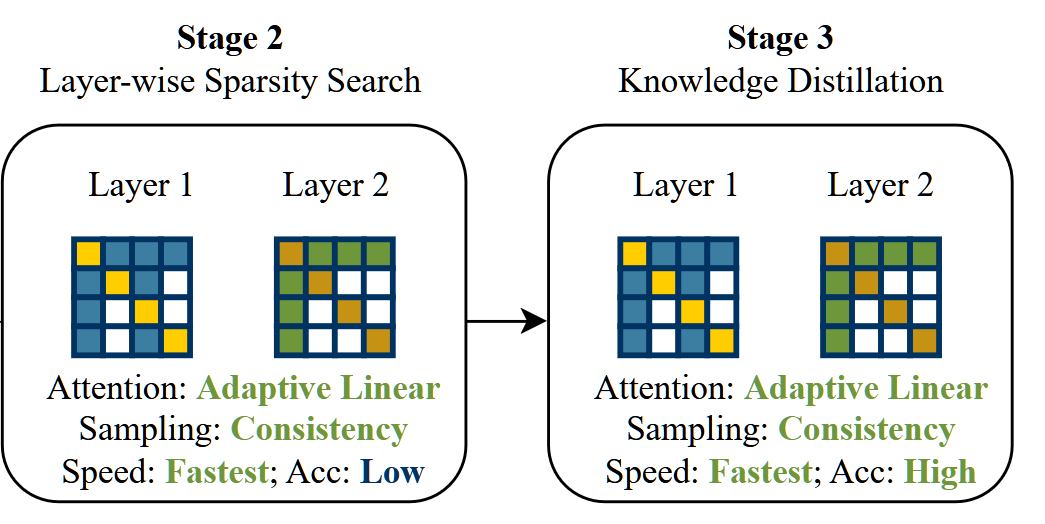 Stage 2
Layer-wise Sparsity Search
Layer 1
Layer 2
Attention: Adaptive Linear
Sampling: Consistency
Speed: Fastest; Acc: Low
Stage 3
Knowledge Distillation
Layer 1
Layer 2
Attention: Adaptive Linear
Sampling: Consistency
Speed: Fastest; Acc: High